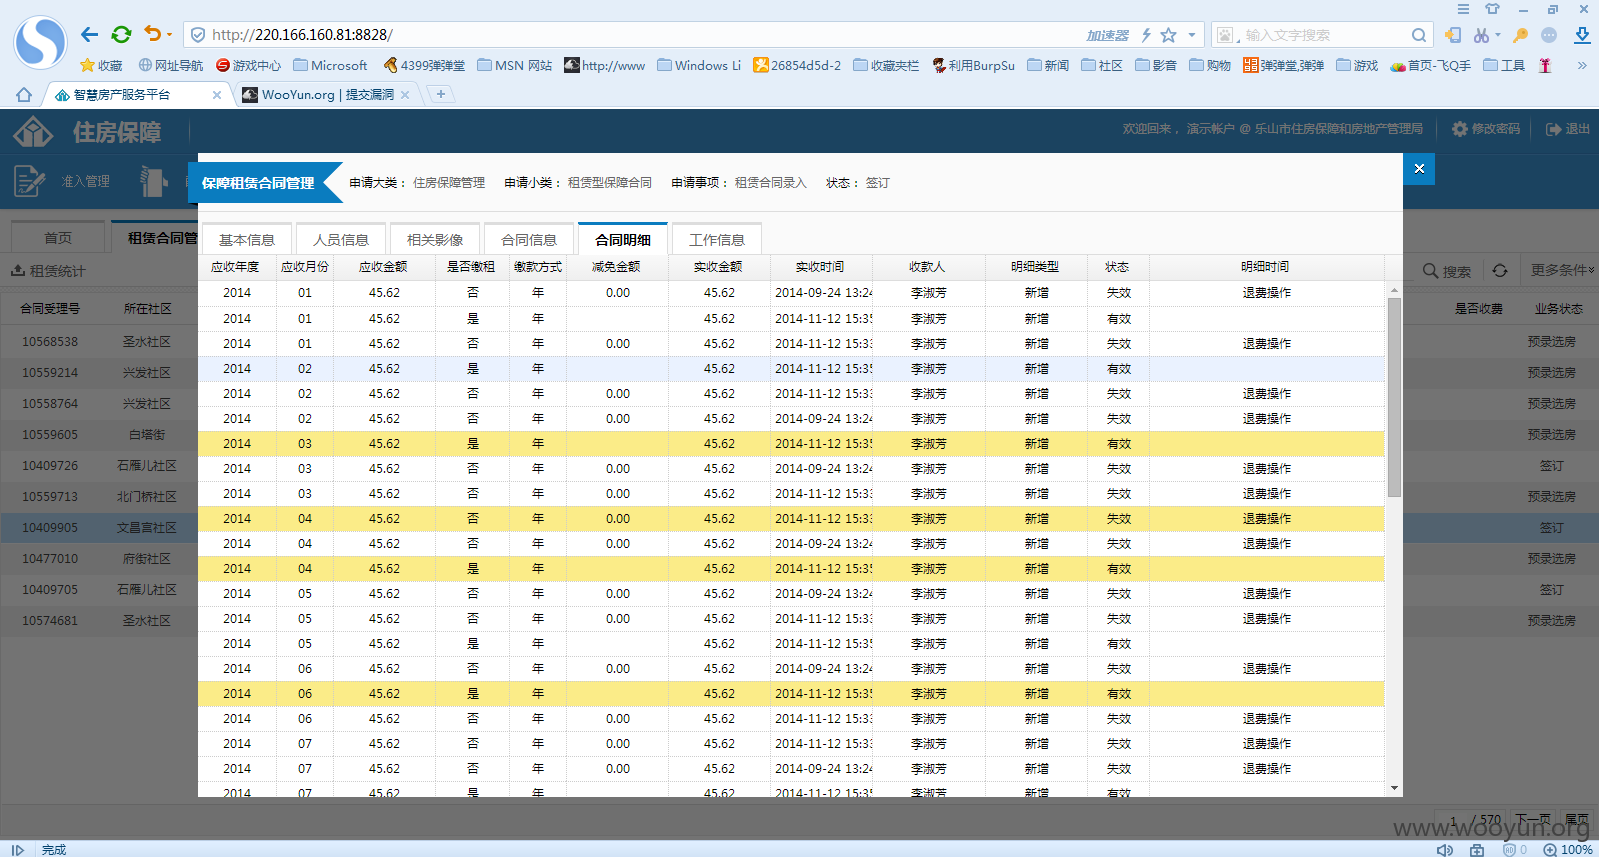 http://220.166.160.81:8828/ 加速器 输入文字搜索
收藏 网址导航 游戏中心 Microsoft 4399弹弹堂 MSN 网站 http://www Windows Li 26854d5d-2 收藏夹栏 利用BurpSu 新闻 社区 影音 购物 弹弹堂,弹弹 游戏 首页-飞Q手 工具 »
智慧房产服务平台 × WooYun.org | 提交漏洞 × +
住房保障 欢迎回来， 演示帐户 @ 乐山市住房保障和房地产管理局 修改密码 退出
准入管理
保障租赁合同管理 申请大类： 住房保障管理 申请小类： 租赁型保障合同 申请事项： 租赁合同录入 状态： 签订 ×
首页 租赁合同管 基本信息 人员信息 相关影像 合同信息 合同明细 工作信息
租赁统计 搜索 更多条件
应收年度 应收月份 应收金额 是否缴租 缴款方式 减免金额 实收金额 实收时间 收款人 明细类型 状态 明细时间
2014 01 45.62 否 年 0.00 45.62 2014-09-24 13:24 李淑芳 新增 失效 退费操作
2014 01 45.62 是 年 45.62 2014-11-12 15:35 李淑芳 新增 有效
2014 01 45.62 否 年 0.00 45.62 2014-11-12 15:33 李淑芳 新增 失效 退费操作
2014 02 45.62 是 年 45.62 2014-11-12 15:35 李淑芳 新增 有效
2014 02 45.62 否 年 0.00 45.62 2014-11-12 15:33 李淑芳 新增 失效 退费操作
2014 02 45.62 否 年 0.00 45.62 2014-09-24 13:24 李淑芳 新增 失效 退费操作
2014 03 45.62 是 年 45.62 2014-11-12 15:35 李淑芳 新增 有效
2014 03 45.62 否 年 0.00 45.62 2014-09-24 13:24 李淑芳 新增 失效 退费操作
2014 03 45.62 否 年 0.00 45.62 2014-11-12 15:33 李淑芳 新增 失效 退费操作
2014 04 45.62 否 年 0.00 45.62 2014-11-12 15:33 李淑芳 新增 失效 退费操作
2014 04 45.62 否 年 0.00 45.62 2014-09-24 13:24 李淑芳 新增 失效 退费操作
2014 04 45.62 是 年 45.62 2014-11-12 15:35 李淑芳 新增 有效
2014 05 45.62 否 年 0.00 45.62 2014-09-24 13:24 李淑芳 新增 失效 退费操作
2014 05 45.62 否 年 0.00 45.62 2014-11-12 15:33 李淑芳 新增 失效 退费操作
2014 05 45.62 是 年 45.62 2014-11-12 15:35 李淑芳 新增 有效
2014 06 45.62 否 年 0.00 45.62 2014-09-24 13:24 李淑芳 新增 失效 退费操作
2014 06 45.62 是 年 45.62 2014-11-12 15:35 李淑芳 新增 有效
2014 06 45.62 否 年 0.00 45.62 2014-11-12 15:33 李淑芳 新增 失效 退费操作
2014 07 45.62 否 年 0.00 45.62 2014-11-12 15:33 李淑芳 新增 失效 退费操作
2014 07 45.62 否 年 0.00 45.62 2014-09-24 13:24 李淑芳 新增 失效 退费操作
2014 07 45.62 是 年 45.62 2014-11-12 15:35 李淑芳 新增 有效
合同受理号 所在社区 是否收费 业务状态
10568538 圣水社区 预录选房
10559214 兴发社区 预录选房
10558764 兴发社区 预录选房
10559605 白塔街 预录选房
10409726 石雁儿社区 签订
10559713 北门桥社区 预录选房
10409905 文昌宫社区 签订
10477010 府街社区 预录选房
10409705 石雁儿社区 签订
10574681 圣水社区 预录选房
1 / 570 下一页 尾页
www.wooyun.org
完成 0 100%